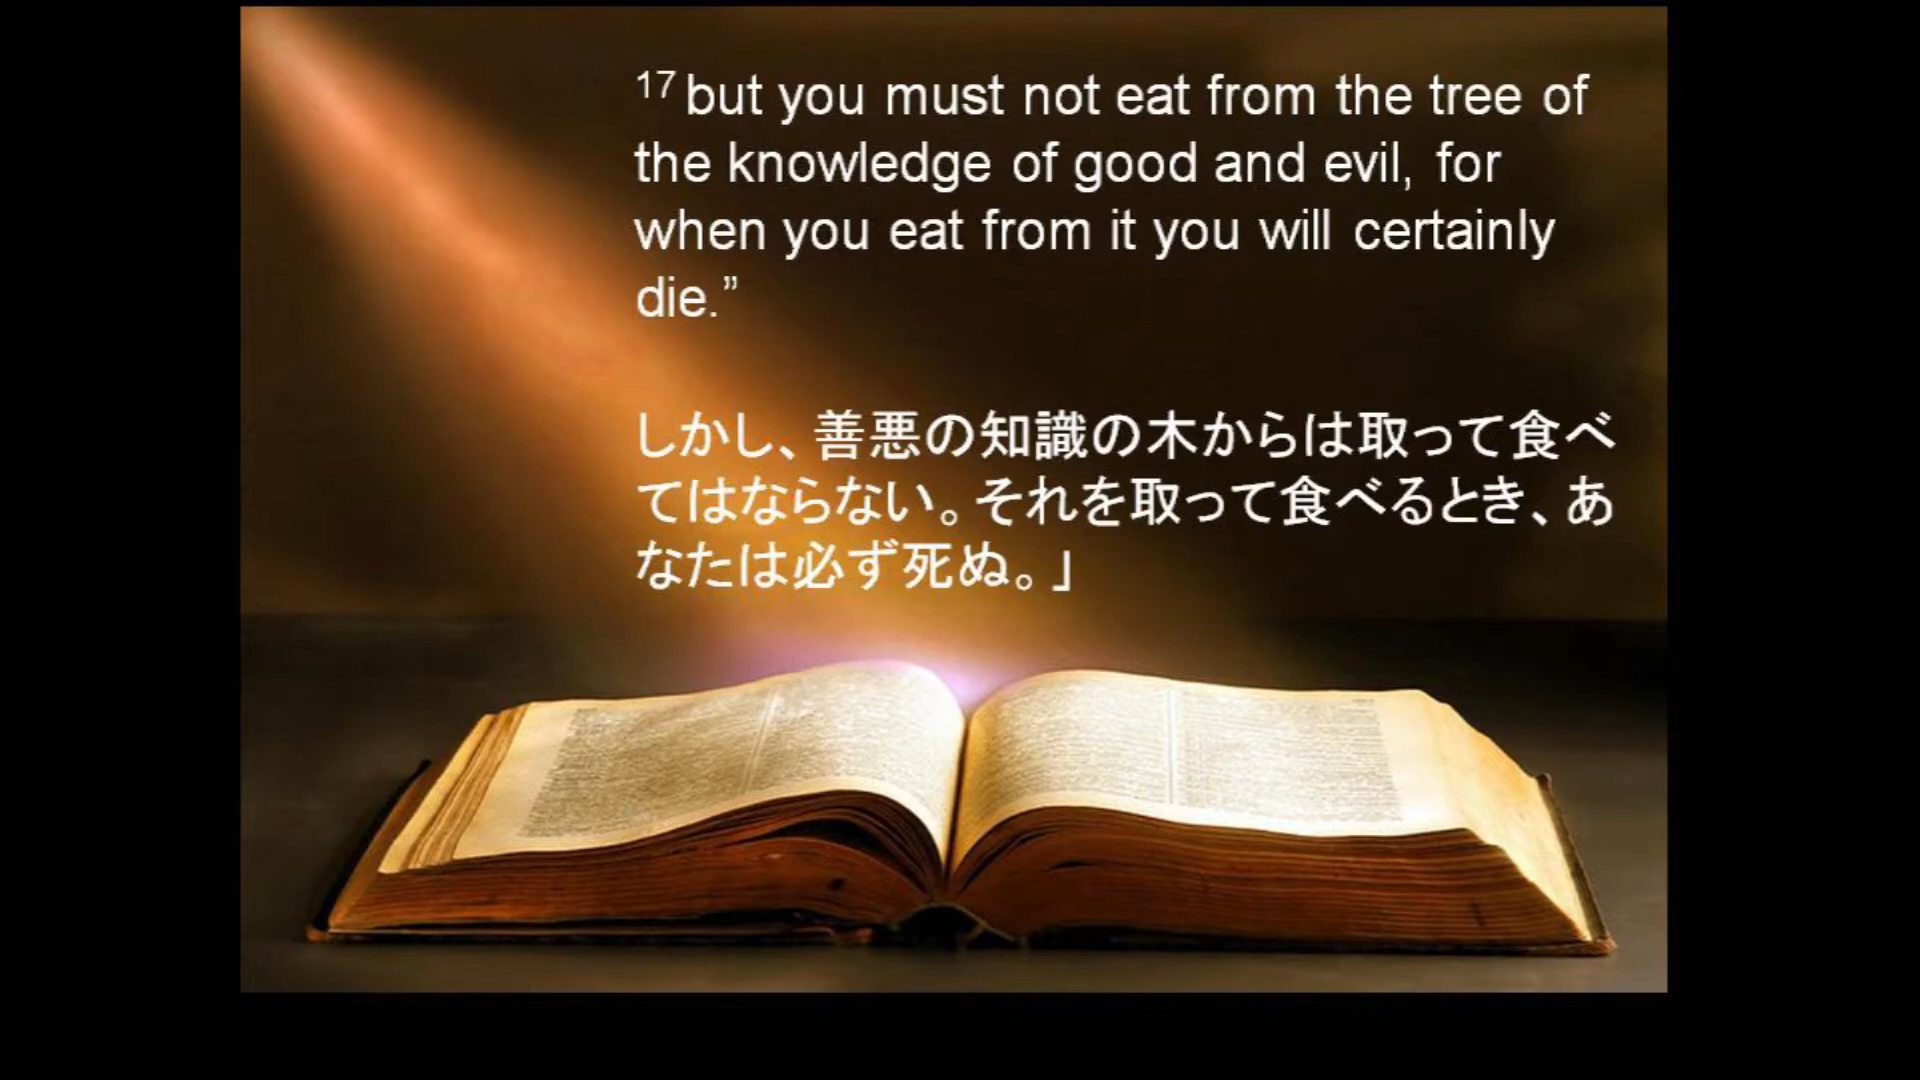 17 but you must not eat from the tree of
the knowledge of good and evil, for
when you eat from it you will certainly
die.”
しかし、善悪の知識の木からは取って食べ
てはならない。それを取って食べるとき、あ
なたは必ず死ぬ。」